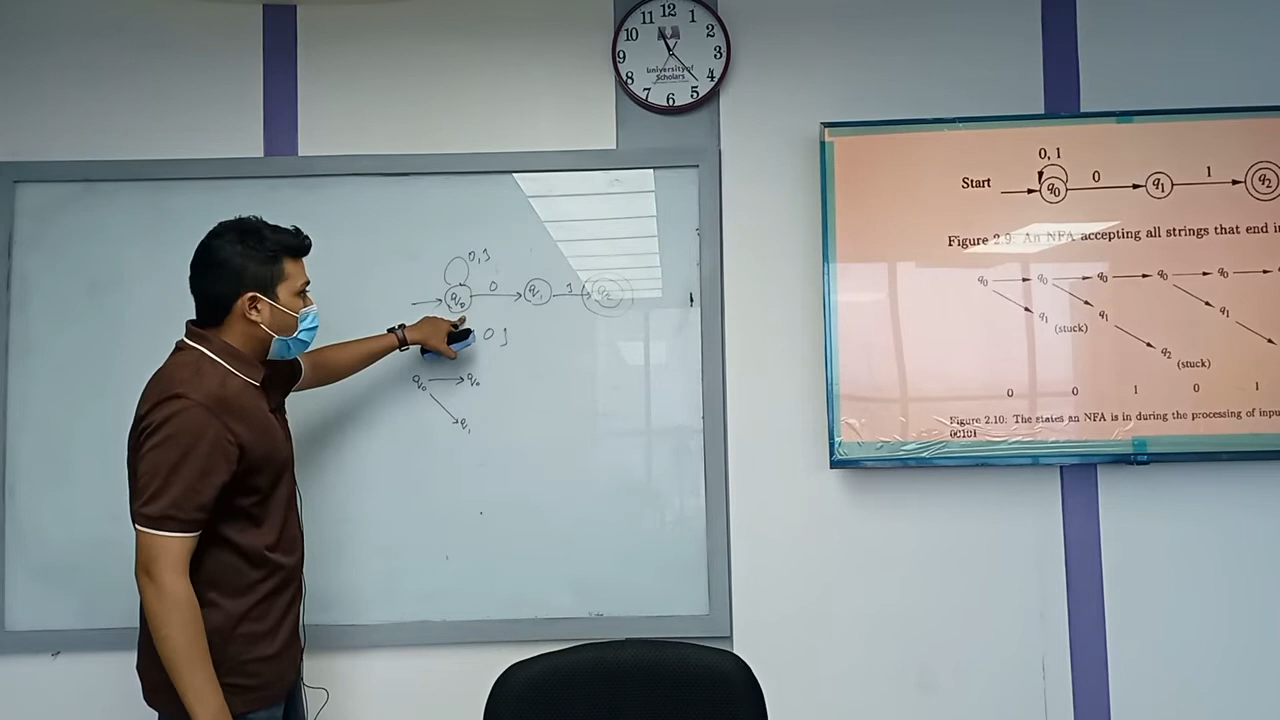 11 12 1
10 2
9 3
8 4
7 6 5
University of
Scholars
0, 1
Start q0 0 q1 1 q2
Figure 2.9: An NFA accepting all strings that end i
q0 q0 q0 q0 q0
q1 q1 q1
(stuck)
q2 (stuck)
0 0 1 0 1
Figure 2.10: The states an NFA is in during the processing of inpu
00101
0,1
q0 0 q1 1 q2
0 1
q0 q0
q1